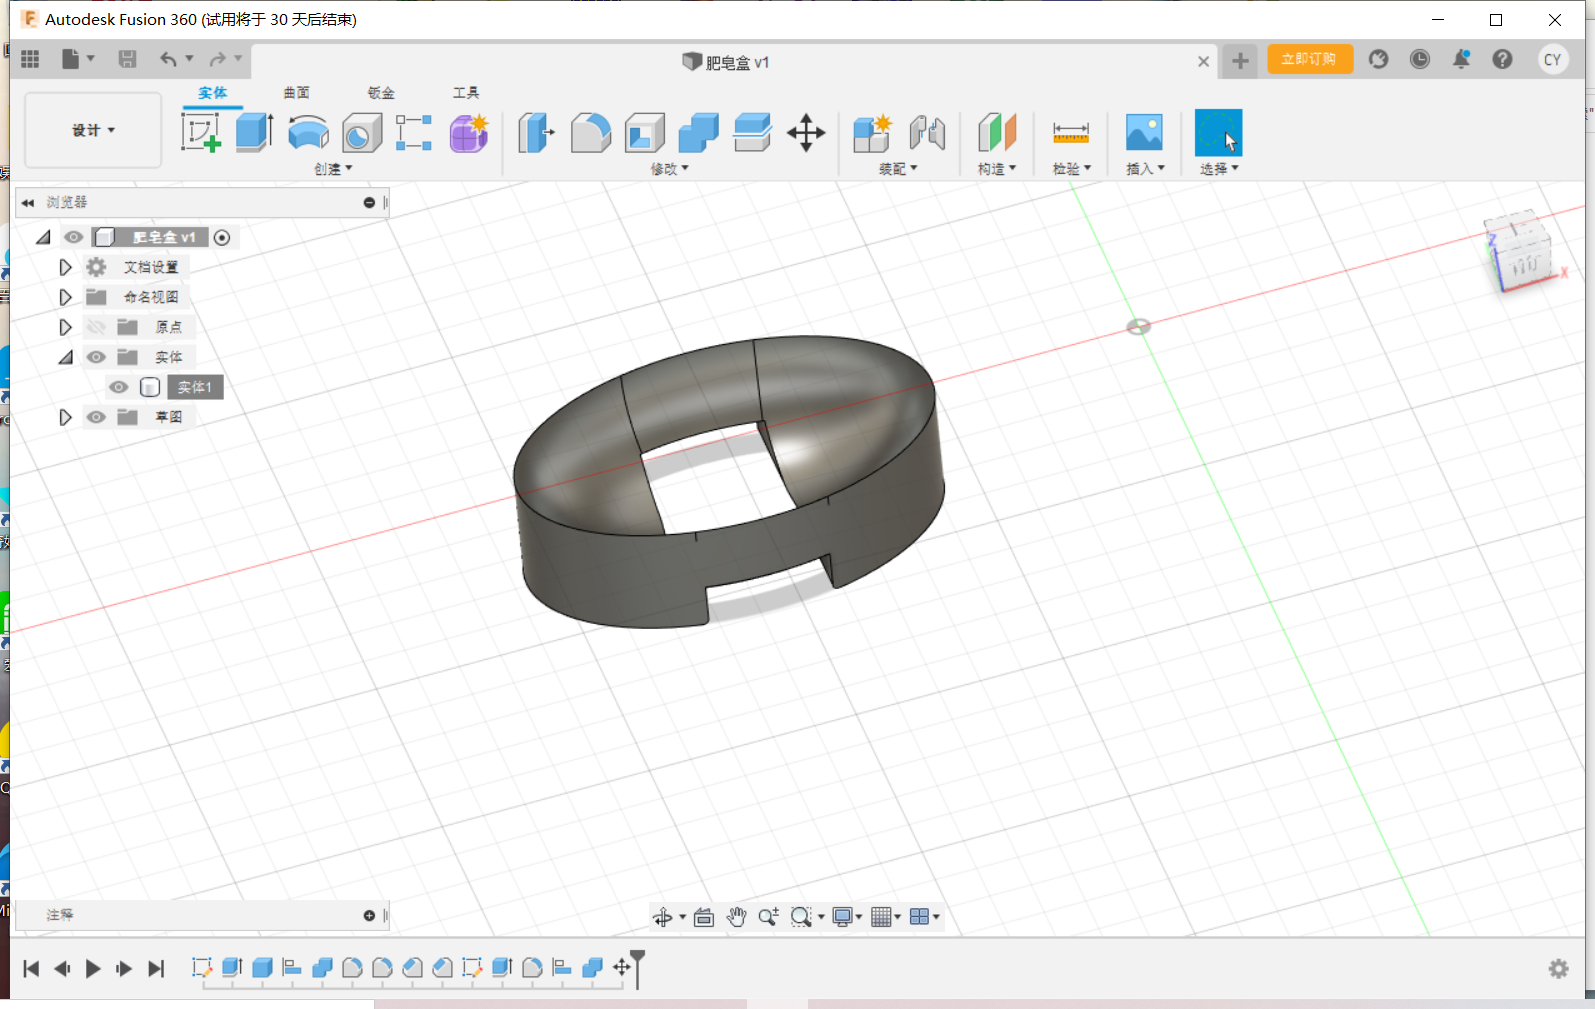 Autodesk Fusion 360 (试用将于 30 天后结束)
肥皂盒 v1
立即订购
CY
实体 曲面 钣金 工具
设计
创建 修改 装配 构造 检验 插入 选择
浏览器
肥皂盒 v1
文档设置
命名视图
原点
实体
实体1
草图
Z
前
X
注释